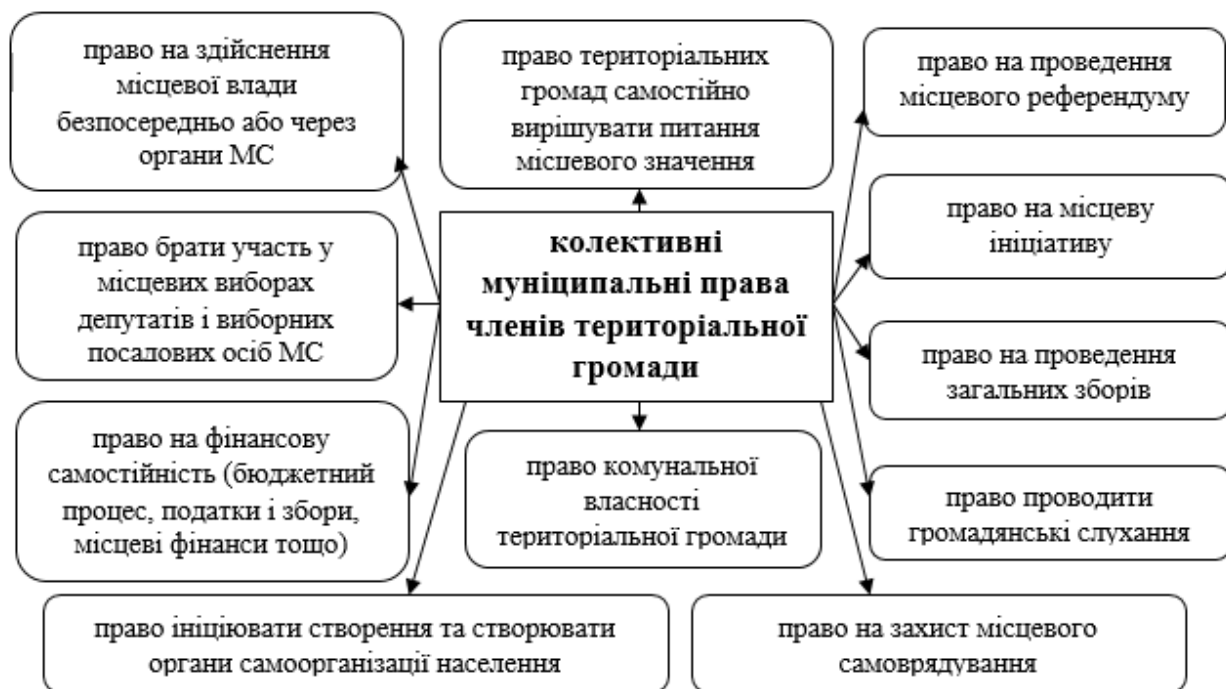 право на здійснення
місцевої влади
безпосередньо або через
органи МС
право територіальних
громад самостійно
вирішувати питання
місцевого значення
право на проведення
місцевого референдуму
право брати участь у
місцевих виборах
депутатів і виборних
посадових осіб МС
колективні
муніципальні права
членів територіальної
громади
право на місцеву
ініціативу
право на проведення
загальних зборів
право на фінансову
самостійність (бюджетний
процес, податки і збори,
місцеві фінанси тощо)
право комунальної
власності
територіальної громади
право проводити
громадянські слухання
право ініціювати створення та створювати
органи самоорганізації населення
право на захист місцевого
самоврядування